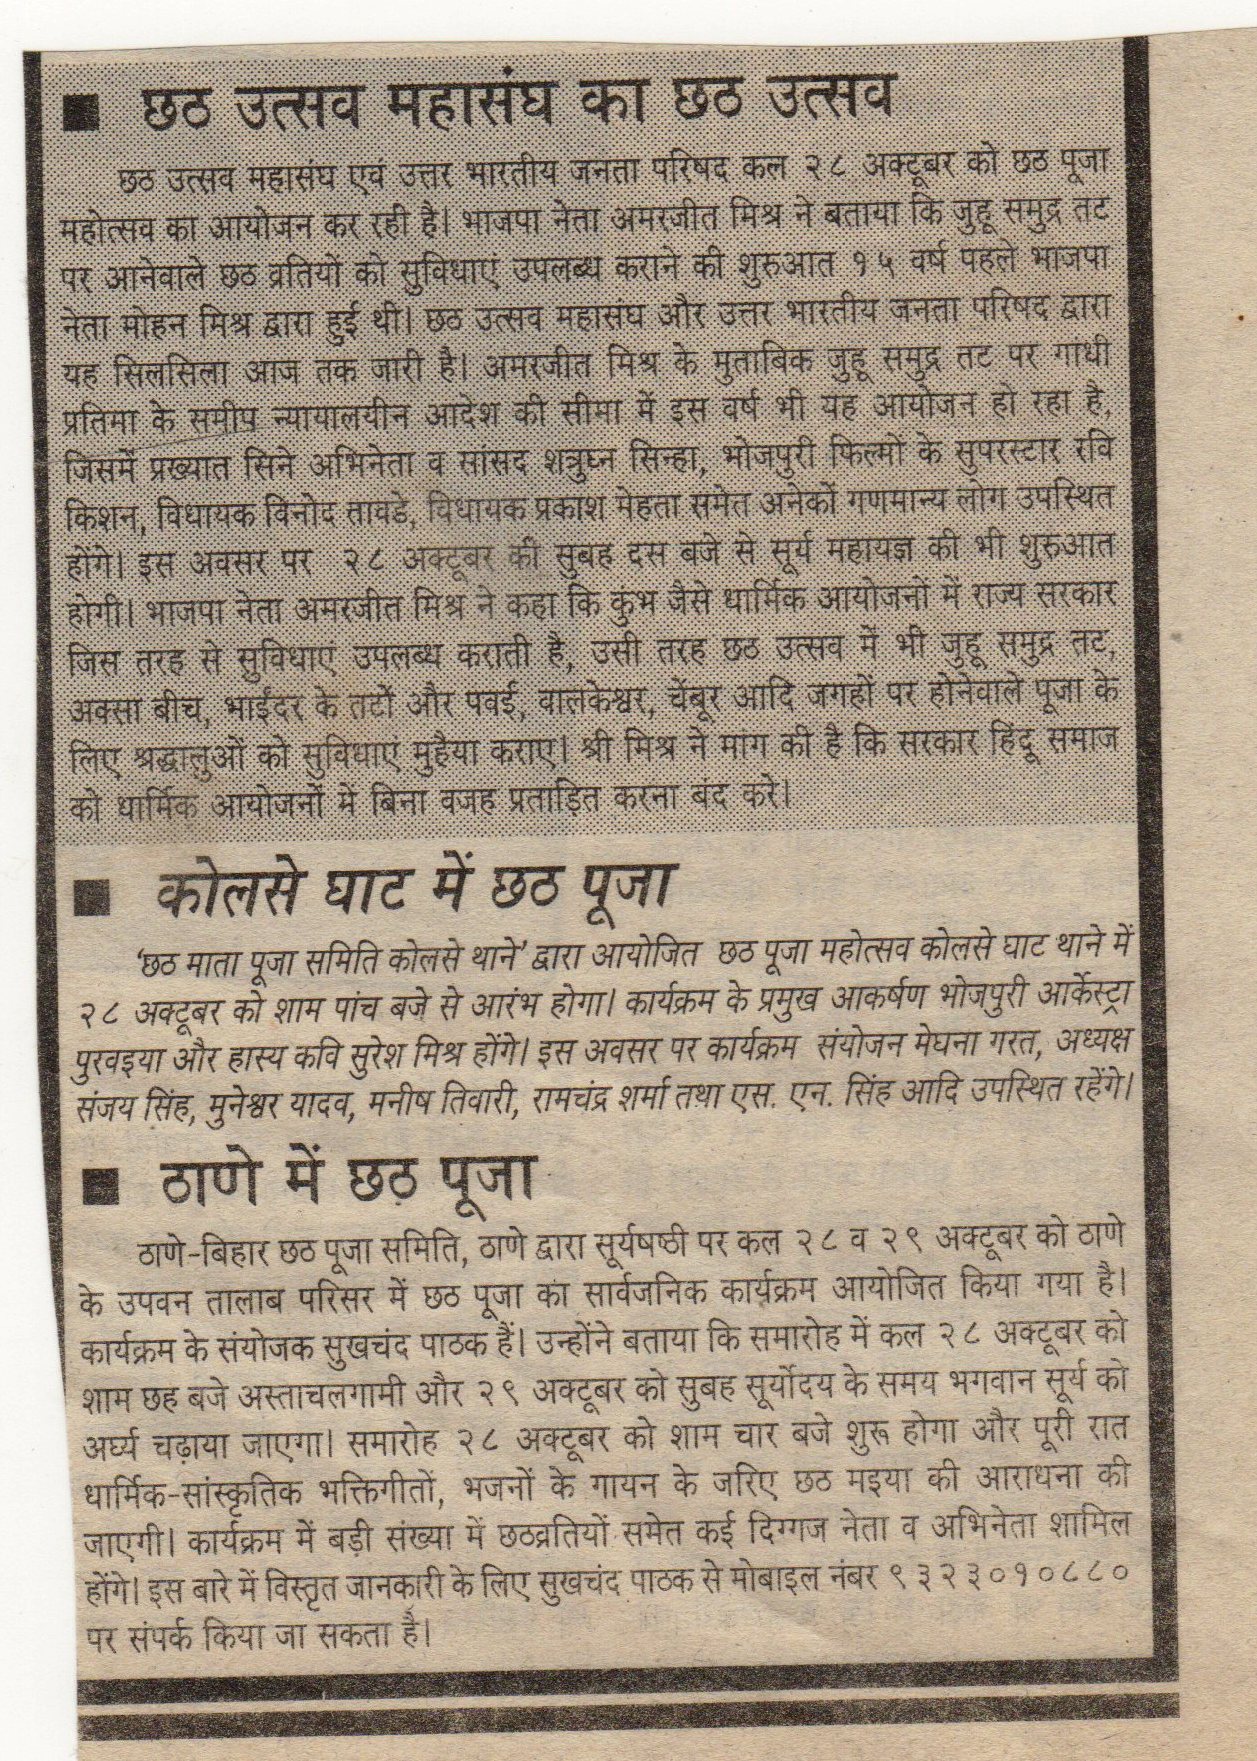 ■ छठ उत्सव महासंघ का छठ उत्सव
छठ उत्सव महासंघ एवं उत्तर भारतीय जनता परिषद कल २८ अक्टूबर को छठ पूजा
महोत्सव का आयोजन कर रही है। भाजपा नेता अमरजीत मिश्र ने बताया कि जुहू समुद्र तट
पर आनेवाले छठ व्रतियों को सुविधाएं उपलब्ध कराने की शुरुआत १५ वर्ष पहले भाजपा
नेता मोहन मिश्र द्वारा हुई थी। छठ उत्सव महासंघ और उत्तर भारतीय जनता परिषद द्वारा
यह सिलसिला आज तक जारी है। अमरजीत मिश्र के मुताबिक जुहू समुद्र तट पर गांधी
प्रतिमा के समीप न्यायालयीन आदेश की सीमा में इस वर्ष भी यह आयोजन हो रहा है,
जिसमें प्रख्यात सिने अभिनेता व सांसद शत्रुघ्न सिन्हा, भोजपुरी फिल्मों के सुपरस्टार रवि
किशन, विधायक विनोद तावडे, विधायक प्रकाश मेहता समेत अनेकों गणमान्य लोग उपस्थित
होंगे। इस अवसर पर २८ अक्टूबर की सुबह दस बजे से सूर्य महायज्ञ की भी शुरुआत
होगी। भाजपा नेता अमरजीत मिश्र ने कहा कि कुंभ जैसे धार्मिक आयोजनों में राज्य सरकार
जिस तरह से सुविधाएं उपलब्ध कराती है, उसी तरह छठ उत्सव में भी जुहू समुद्र तट,
अक्सा बीच, भाईंदर के तटों और पवई, वालकेश्वर, चेंबूर आदि जगहों पर होनेवाले पूजा के
लिए श्रद्धालुओं को सुविधाएं मुहैया कराए। श्री मिश्र ने मांग की है कि सरकार हिंदू समाज
को धार्मिक आयोजनों में बिना वजह प्रताड़ित करना बंद करे।
■ कोलसे घाट में छठ पूजा
‘छठ माता पूजा समिति कोलसे थाने’ द्वारा आयोजित छठ पूजा महोत्सव कोलसे घाट थाने में
२८ अक्टूबर को शाम पांच बजे से आरंभ होगा। कार्यक्रम के प्रमुख आकर्षण भोजपुरी आर्केस्ट्रा
पुरवइया और हास्य कवि सुरेश मिश्र होंगे। इस अवसर पर कार्यक्रम संयोजन मेघना गरत, अध्यक्ष
संजय सिंह, मुनेश्वर यादव, मनीष तिवारी, रामचंद्र शर्मा तथा एस. एन. सिंह आदि उपस्थित रहेंगे।
■ ठाणे में छठ पूजा
ठाणे-बिहार छठ पूजा समिति, ठाणे द्वारा सूर्यषष्ठी पर कल २८ व २९ अक्टूबर को ठाणे
के उपवन तालाब परिसर में छठ पूजा का सार्वजनिक कार्यक्रम आयोजित किया गया है।
कार्यक्रम के संयोजक सुखचंद पाठक हैं। उन्होंने बताया कि समारोह में कल २८ अक्टूबर को
शाम छह बजे अस्ताचलगामी और २९ अक्टूबर को सुबह सूर्योदय के समय भगवान सूर्य को
अर्घ्य चढ़ाया जाएगा। समारोह २८ अक्टूबर को शाम चार बजे शुरू होगा और पूरी रात
धार्मिक-सांस्कृतिक भक्तिगीतों, भजनों के गायन के जरिए छठ मइया की आराधना की
जाएगी। कार्यक्रम में बड़ी संख्या में छठव्रतियों समेत कई दिग्गज नेता व अभिनेता शामिल
होंगे। इस बारे में विस्तृत जानकारी के लिए सुखचंद पाठक से मोबाइल नंबर ९३२३०१०८८०
पर संपर्क किया जा सकता है।